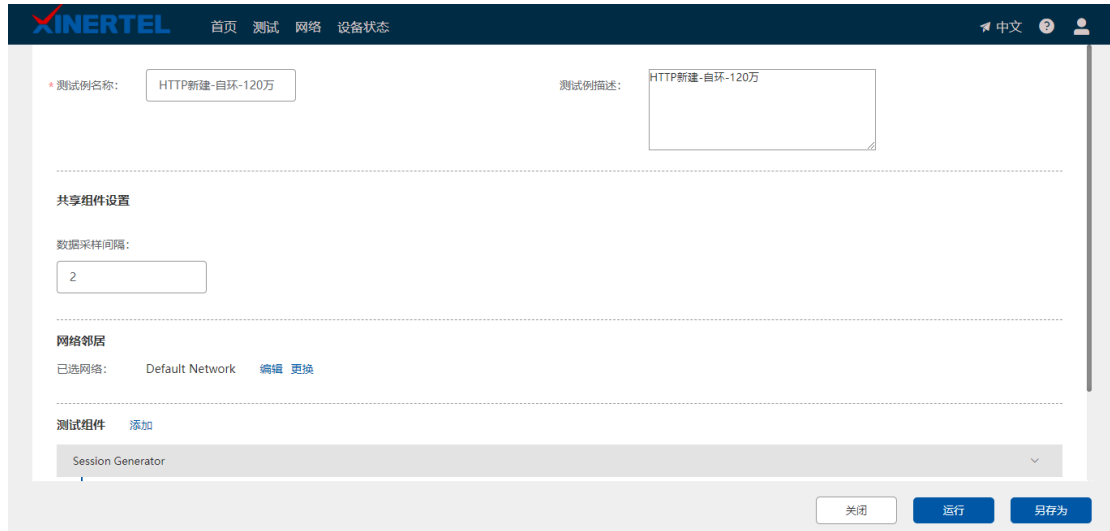 XINERTEL 首页 测试 网络 设备状态 中文 ?
* 测试例名称: HTTP新建-自环-120万 测试例描述: HTTP新建-自环-120万
共享组件设置
数据采样间隔:
2
网络邻居
已选网络: Default Network 编辑 更换
测试组件 添加
Session Generator
关闭 运行 另存为